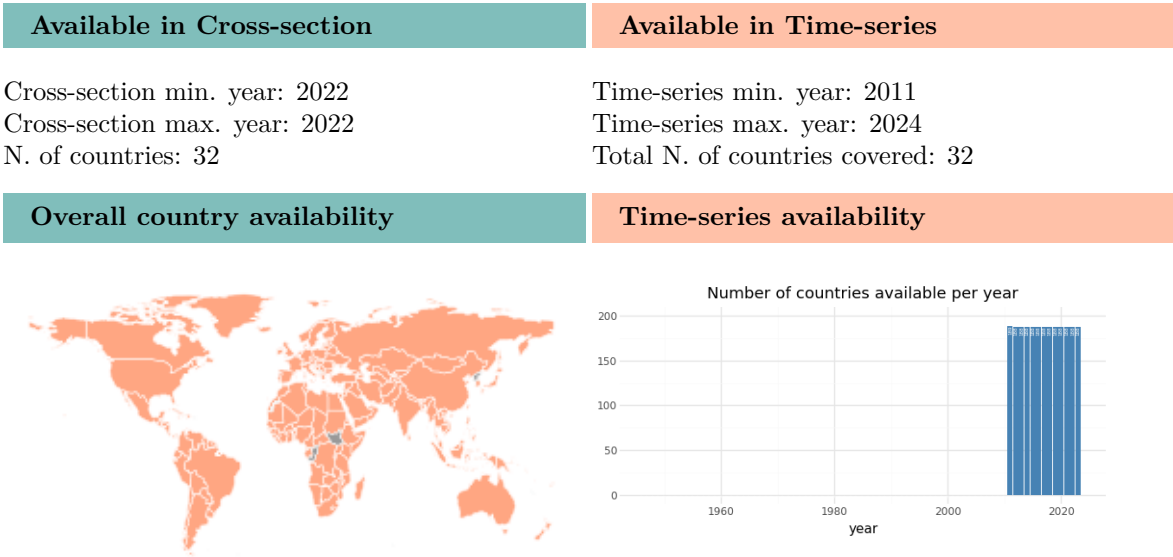 Available in Cross-section
Available in Time-series
Cross-section min. year: 2022
Cross-section max. year: 2022
N. of countries: 32
Time-series min. year: 2011
Time-series max. year: 2024
Total N. of countries covered: 32
Overall country availability
Time-series availability
Number of countries available per year
200
150
100
50
0
1960
1980
2000
2020
year